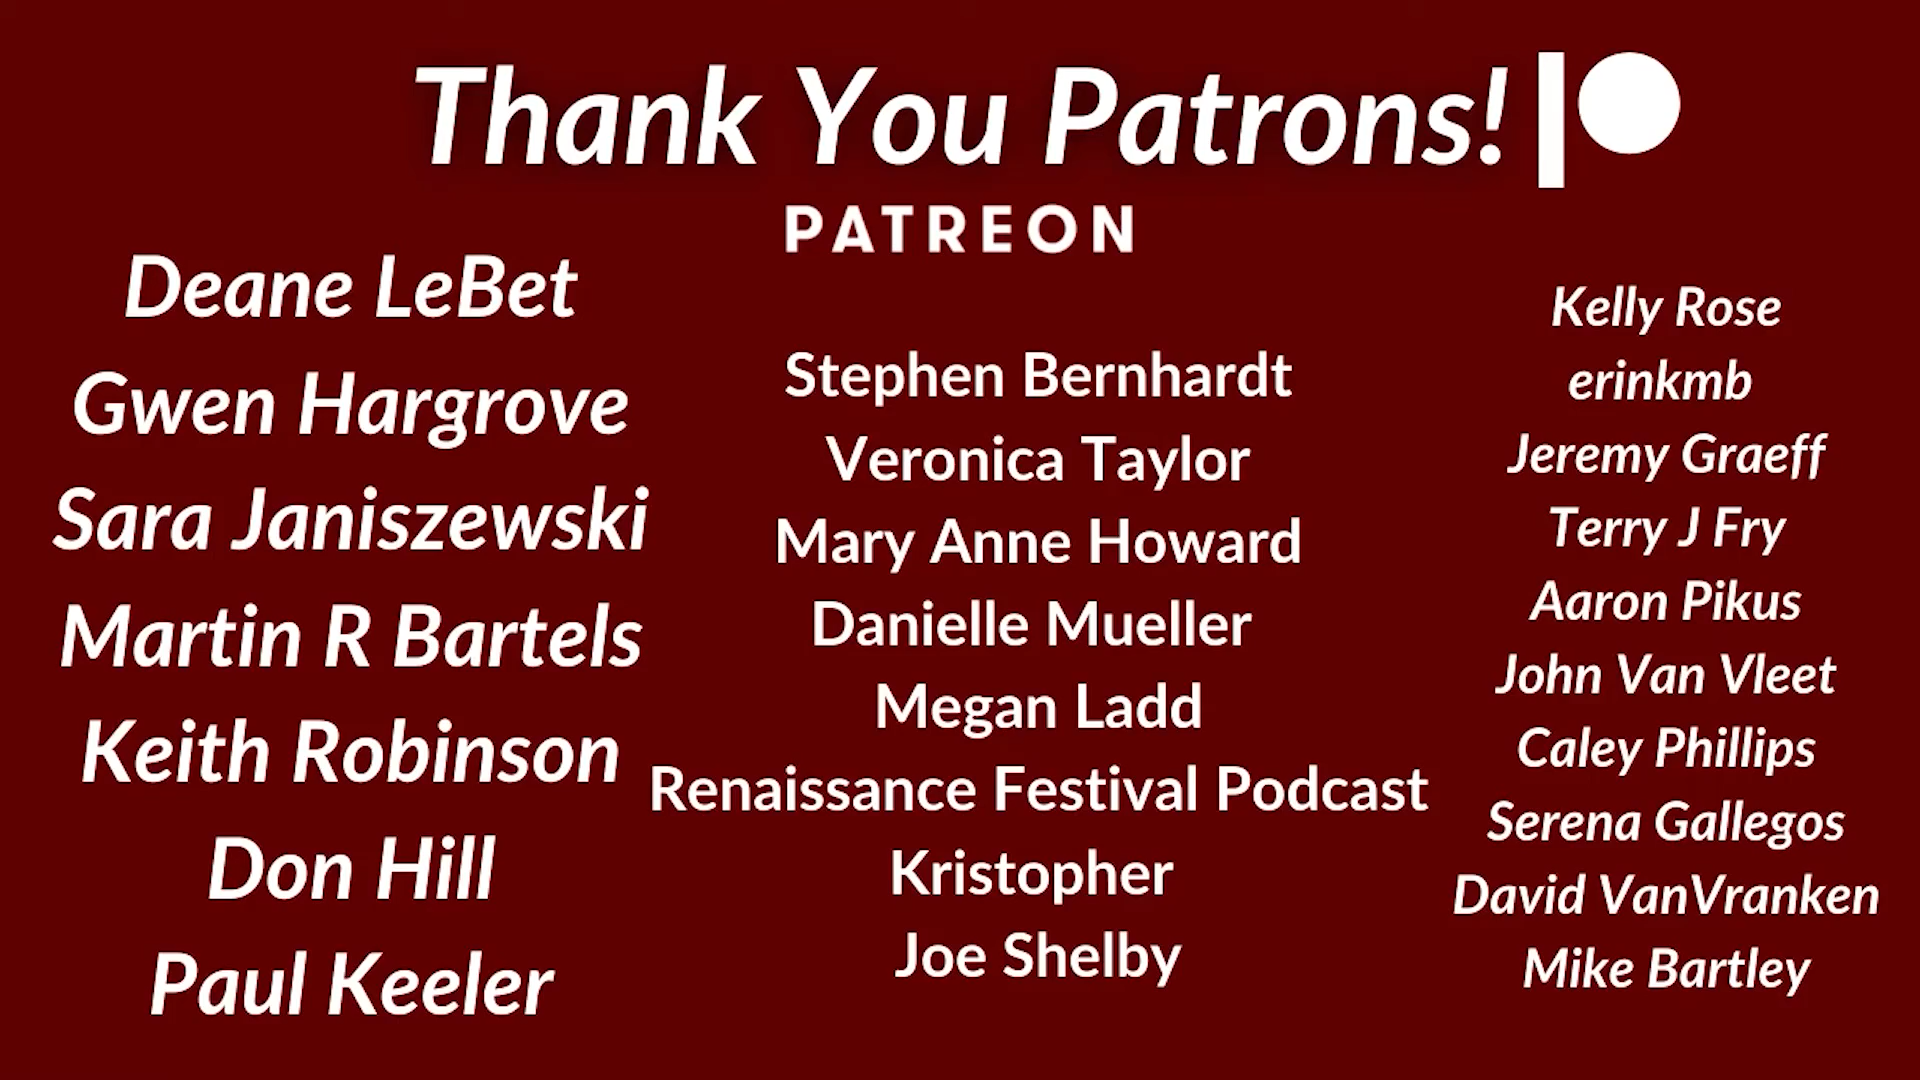 Thank You Patrons!
PATREON
Deane LeBet
Gwen Hargrove
Sara Janiszewski
Martin R Bartels
Keith Robinson
Don Hill
Paul Keeler
Stephen Bernhardt
Veronica Taylor
Mary Anne Howard
Danielle Mueller
Megan Ladd
Renaissance Festival Podcast
Kristopher
Joe Shelby
Kelly Rose
erinkmb
Jeremy Graeff
Terry J Fry
Aaron Pikus
John Van Vleet
Caley Phillips
Serena Gallegos
David VanVranken
Mike Bartley